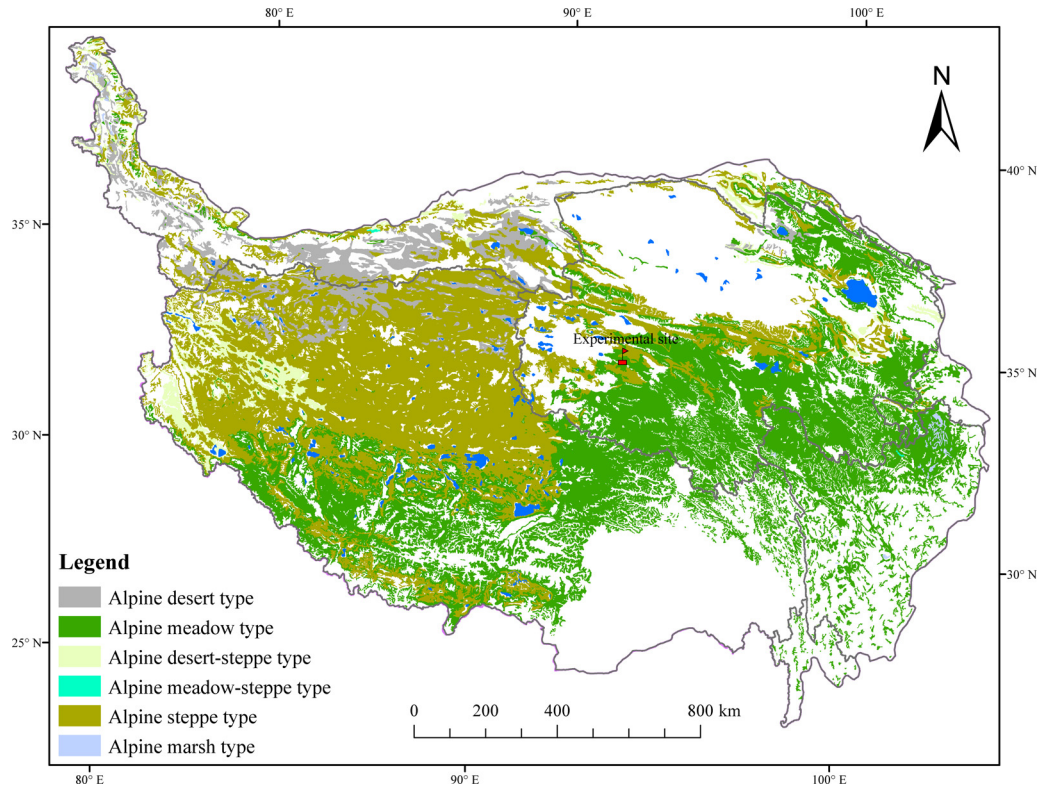 80° E 90° E 100° E
N
40° N
35° N
Experimental site
35° N
30° N
Legend
30° N
Alpine desert type
Alpine meadow type
25° N
Alpine desert-steppe type
Alpine meadow-steppe type
0 200 400 800 km
Alpine steppe type
Alpine marsh type
80° E 90° E 100° E